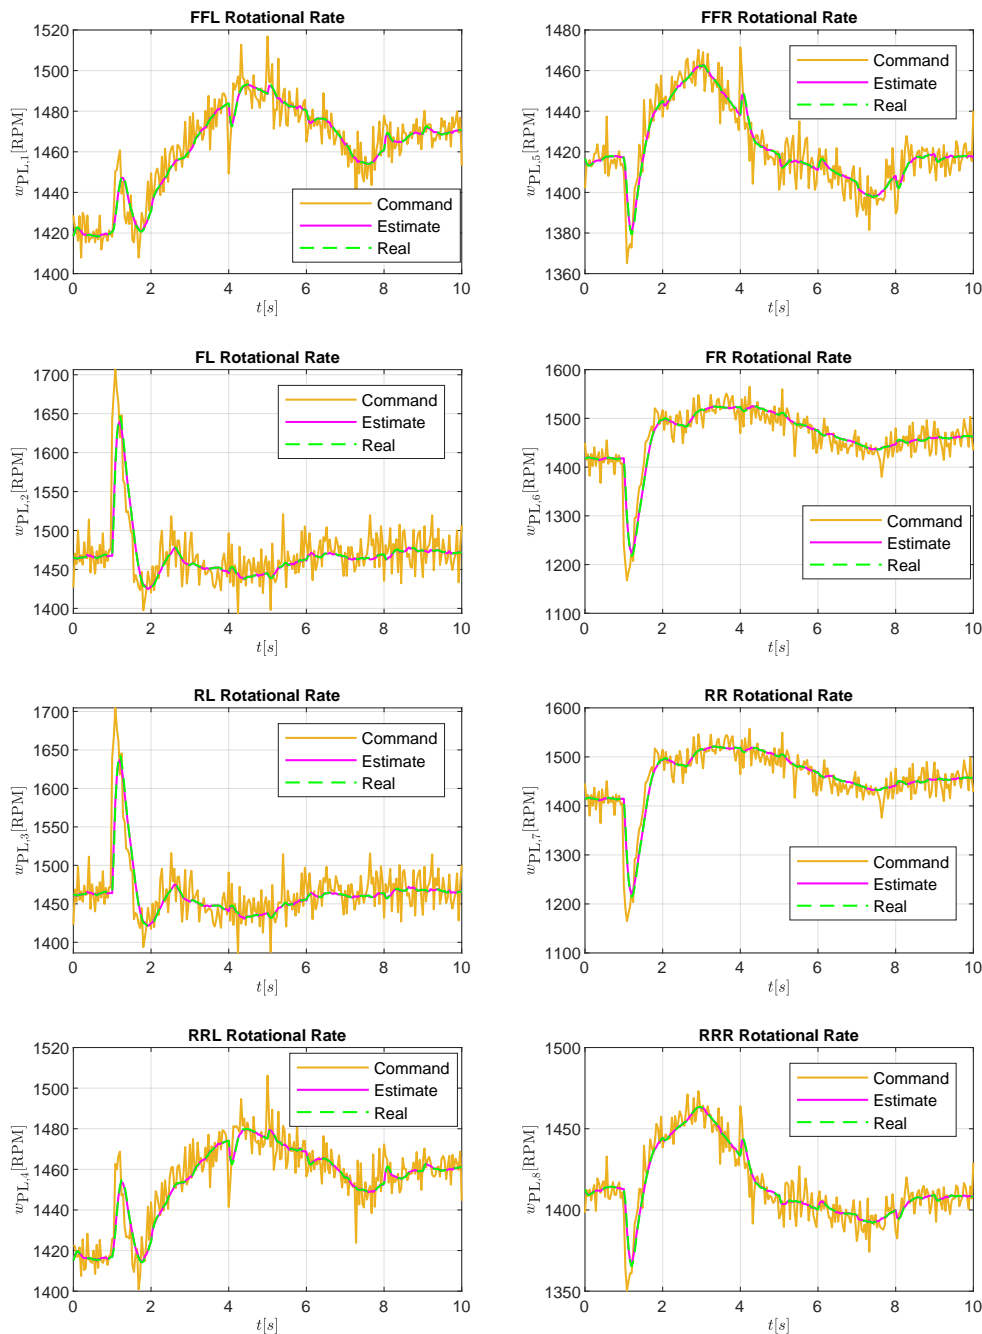 FFL Rotational Rate
1520
1500
1480
1460
1440
1420
1400
w_PL,1[RPM]
Command
Estimate
Real
0 2 4 6 8 10
t[s]
FFR Rotational Rate
1480
1460
1440
1420
1400
1380
1360
w_PL,5[RPM]
Command
Estimate
Real
0 2 4 6 8 10
t[s]
FL Rotational Rate
1700
1650
1600
1550
1500
1450
1400
w_PL,2[RPM]
Command
Estimate
Real
0 2 4 6 8 10
t[s]
FR Rotational Rate
1600
1500
1400
1300
1200
1100
w_PL,6[RPM]
Command
Estimate
Real
0 2 4 6 8 10
t[s]
RL Rotational Rate
1700
1650
1600
1550
1500
1450
1400
w_PL,3[RPM]
Command
Estimate
Real
0 2 4 6 8 10
t[s]
RR Rotational Rate
1600
1500
1400
1300
1200
1100
w_PL,7[RPM]
Command
Estimate
Real
0 2 4 6 8 10
t[s]
RRL Rotational Rate
1520
1500
1480
1460
1440
1420
1400
w_PL,4[RPM]
Command
Estimate
Real
0 2 4 6 8 10
t[s]
RRR Rotational Rate
1500
1450
1400
1350
w_PL,8[RPM]
Command
Estimate
Real
0 2 4 6 8 10
t[s]